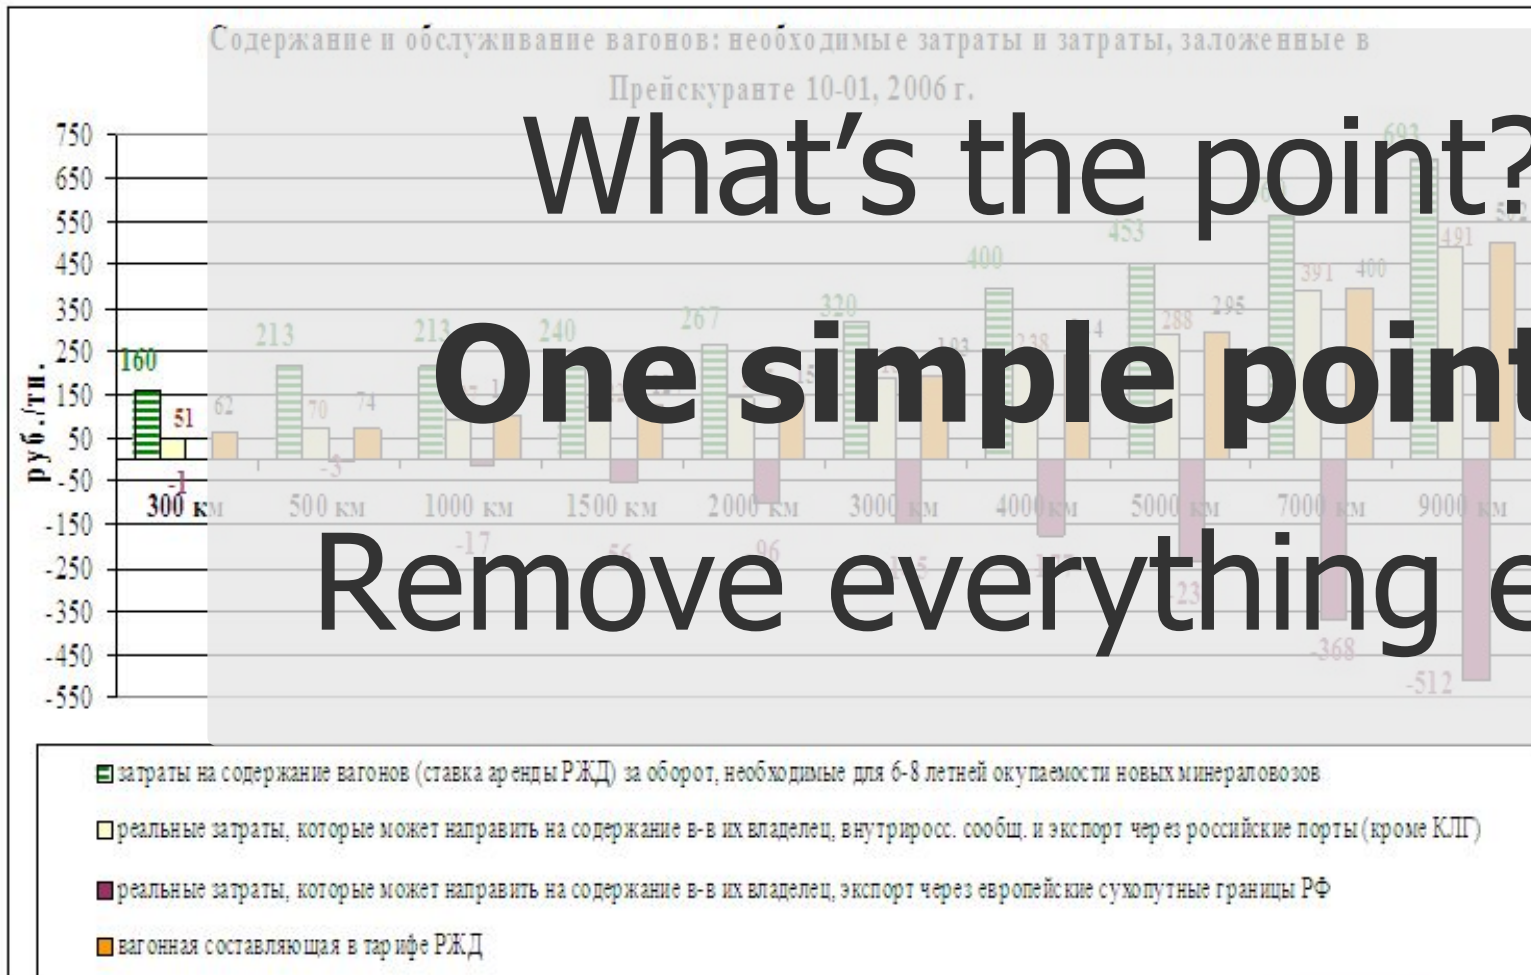 Содержание и обслуживание вагонов: необходимые затраты и затраты, заложенные в
Прейскуранте 10-01, 2006 г.
What’s the point?
One simple point
Remove everything e
руб./тн.
750
650
550
450
350
250
150
50
-50
-150
-250
-350
-450
-550
160 51 -1 62
213 70 -3 74
213 -17
240
267 -96
320 193
400 238
453 288 295
391 400 -368
693 491 -512
300 км 500 км 1000 км 1500 км 2000 км 3000 км 4000 км 5000 км 7000 км 9000 км
затраты на содержание вагонов (ставка аренды РЖД) за оборот, необходимые для 6-8 летней окупаемости новых минераловозов
реальные затраты, которые может направить на содержание в-в их владелец, внутриросс. сообщ. и экспорт через российские порты (кроме КЛГ)
реальные затраты, которые может направить на содержание в-в их владелец, экспорт через европейские сухопутные границы РФ
вагонная составляющая в тарифе РЖД